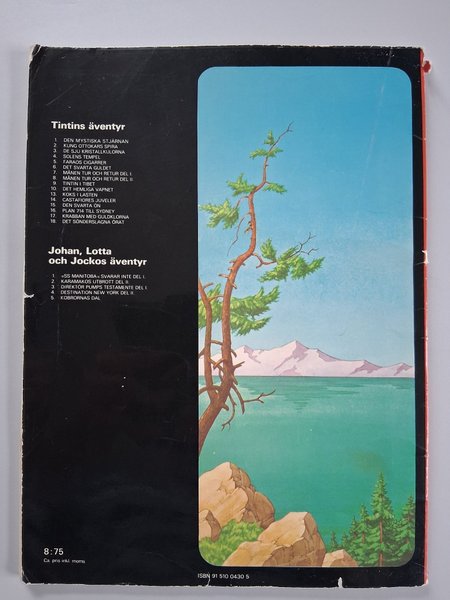 Tintins äventyr
1. DEN MYSTISKA STJÄRNAN
2. KUNG OTTOKARS SPIRA
3. DE SJU KRISTALLKULORNA
4. SOLENS TEMPEL
5. FARAOS CIGARRER
6. DET SVARTA GULDET
7. MÅNEN TUR OCH RETUR DEL I.
8. MÅNEN TUR OCH RETUR DEL II.
9. TINTIN I TIBET
10. DET HEMLIGA VAPNET
13. KOKS I LASTEN
14. CASTAFIORES JUVELER
15. DEN SVARTA ÖN
16. PLAN 714 TILL SYDNEY
17. KRABBAN MED GULDKLORNA
18. DET SÖNDERSLAGNA ÖRAT
Johan, Lotta
och Jockos äventyr
1. »SS MANITOBA« SVARAR INTE DEL I.
2. KARAMAKOS UTBROTT DEL II.
3. DIREKTÖR PUMPS TESTAMENTE DEL I.
4. DESTINATION NEW YORK DEL II.
5. KOBRORNAS DAL
8:75
Ca pris inkl. moms
ISBN 91 510 0430 5